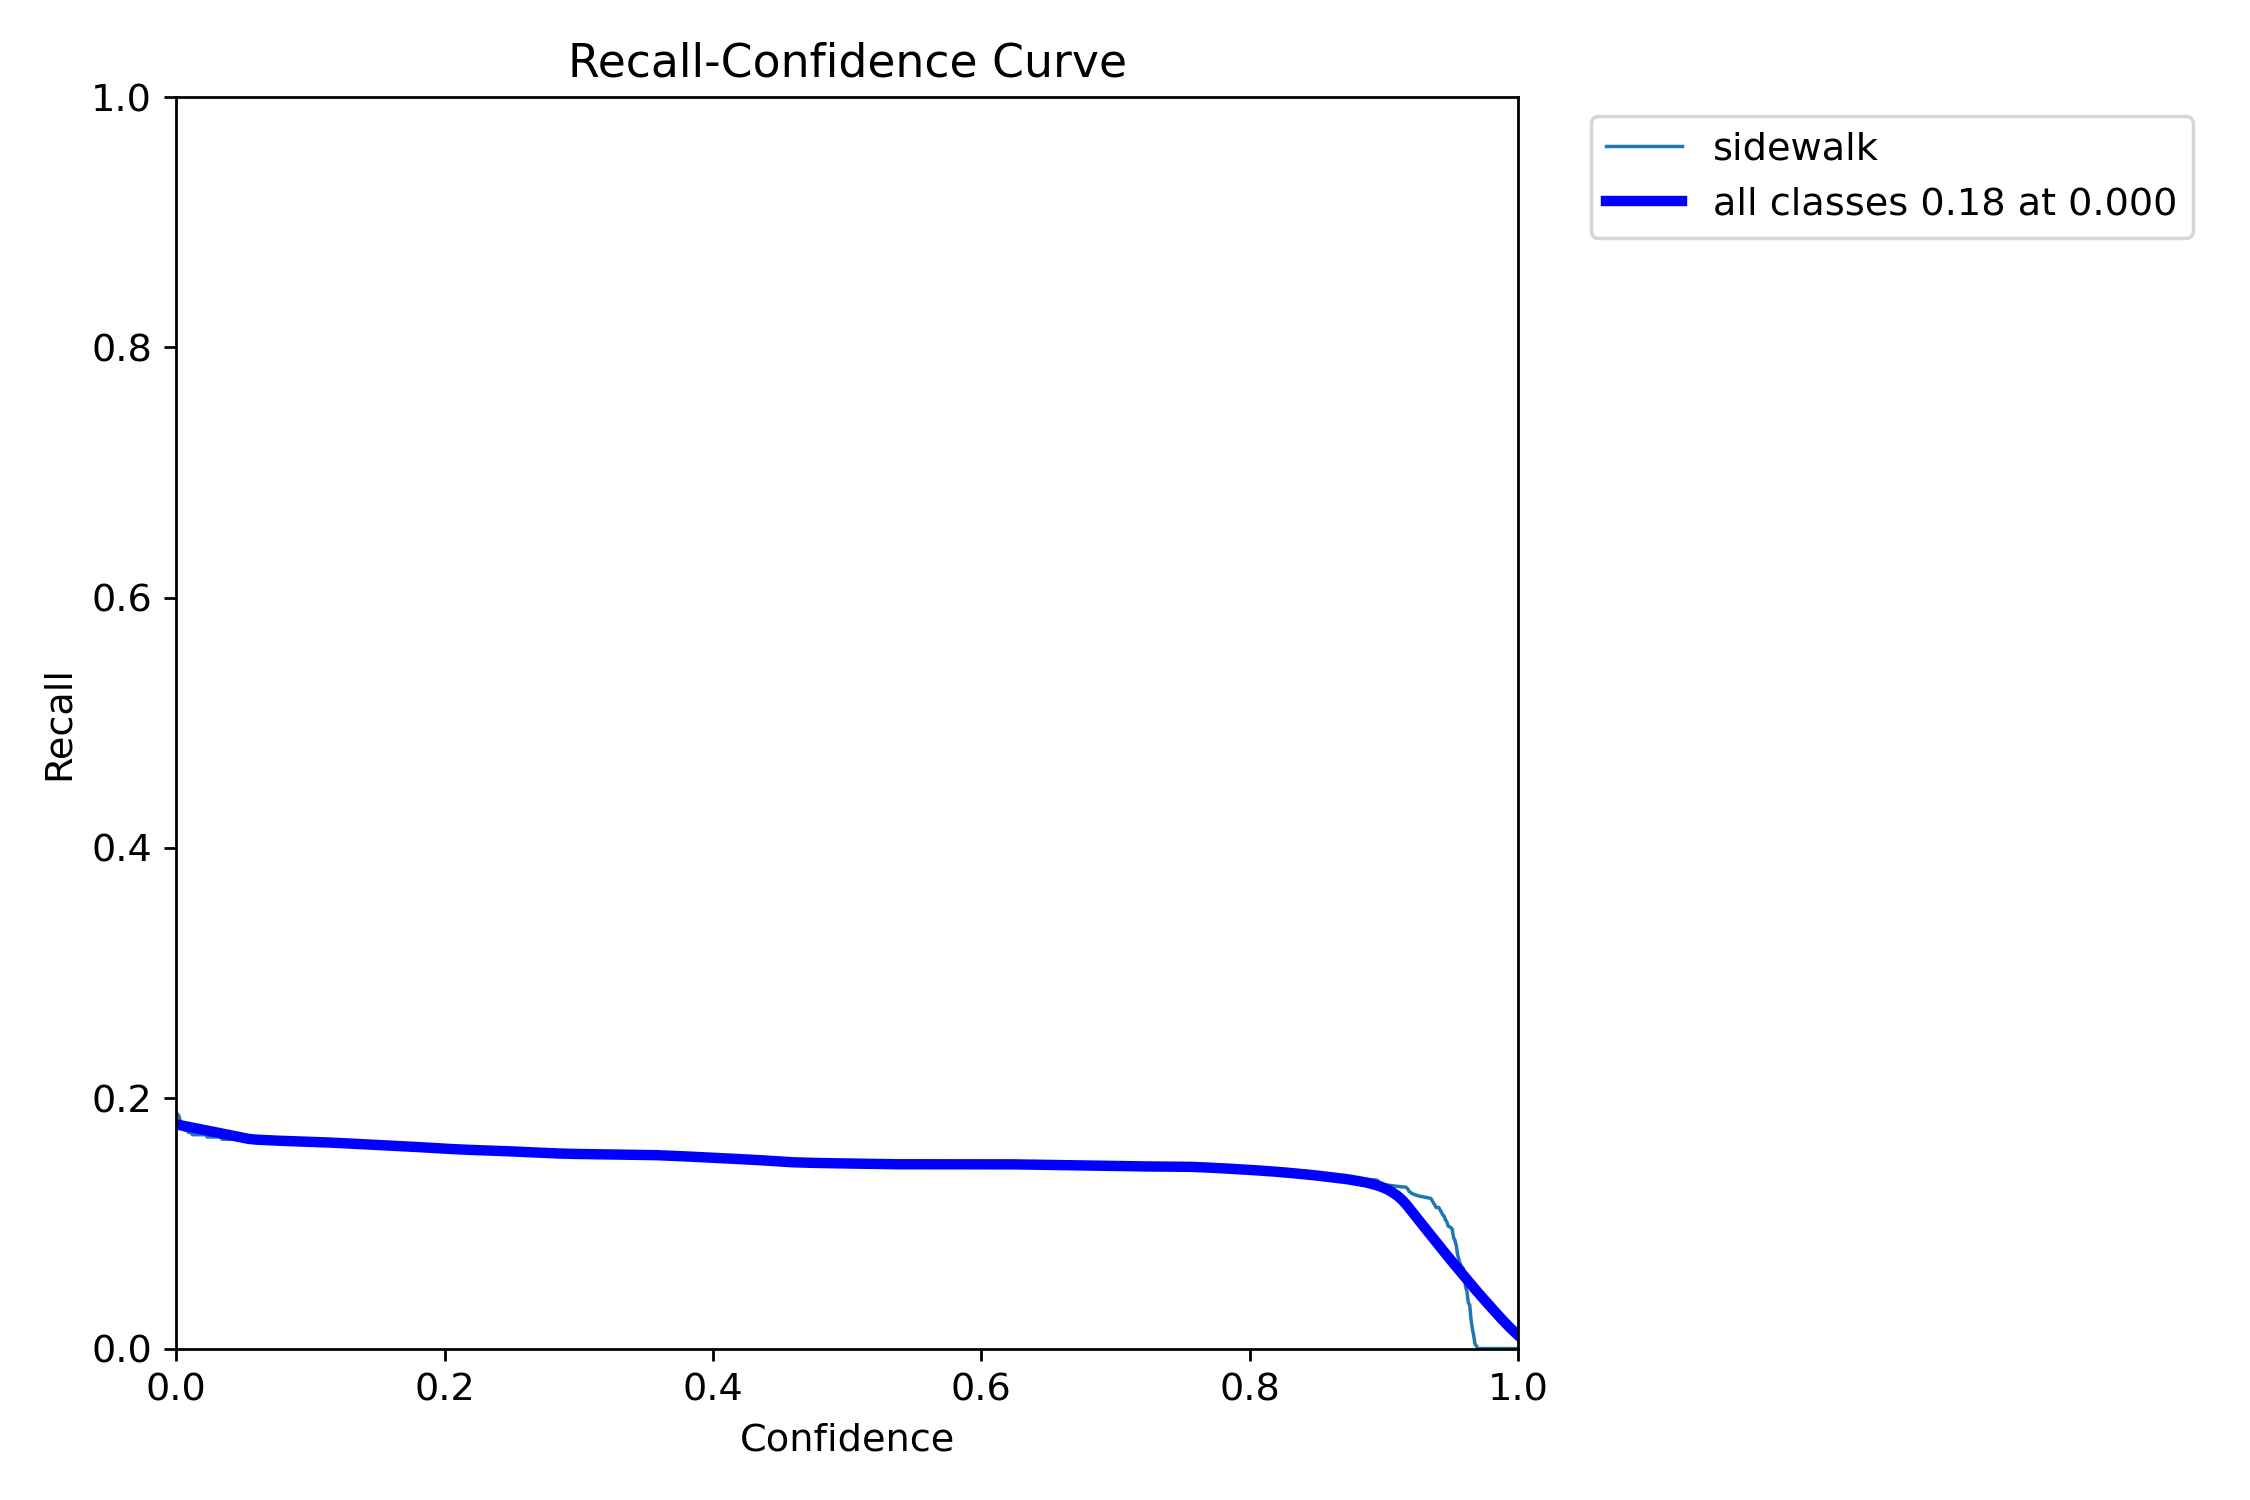 Recall-Confidence Curve
1.0
0.8
0.6
0.4
0.2
0.0
Recall
0.0 0.2 0.4 0.6 0.8 1.0
Confidence
sidewalk
all classes 0.18 at 0.000